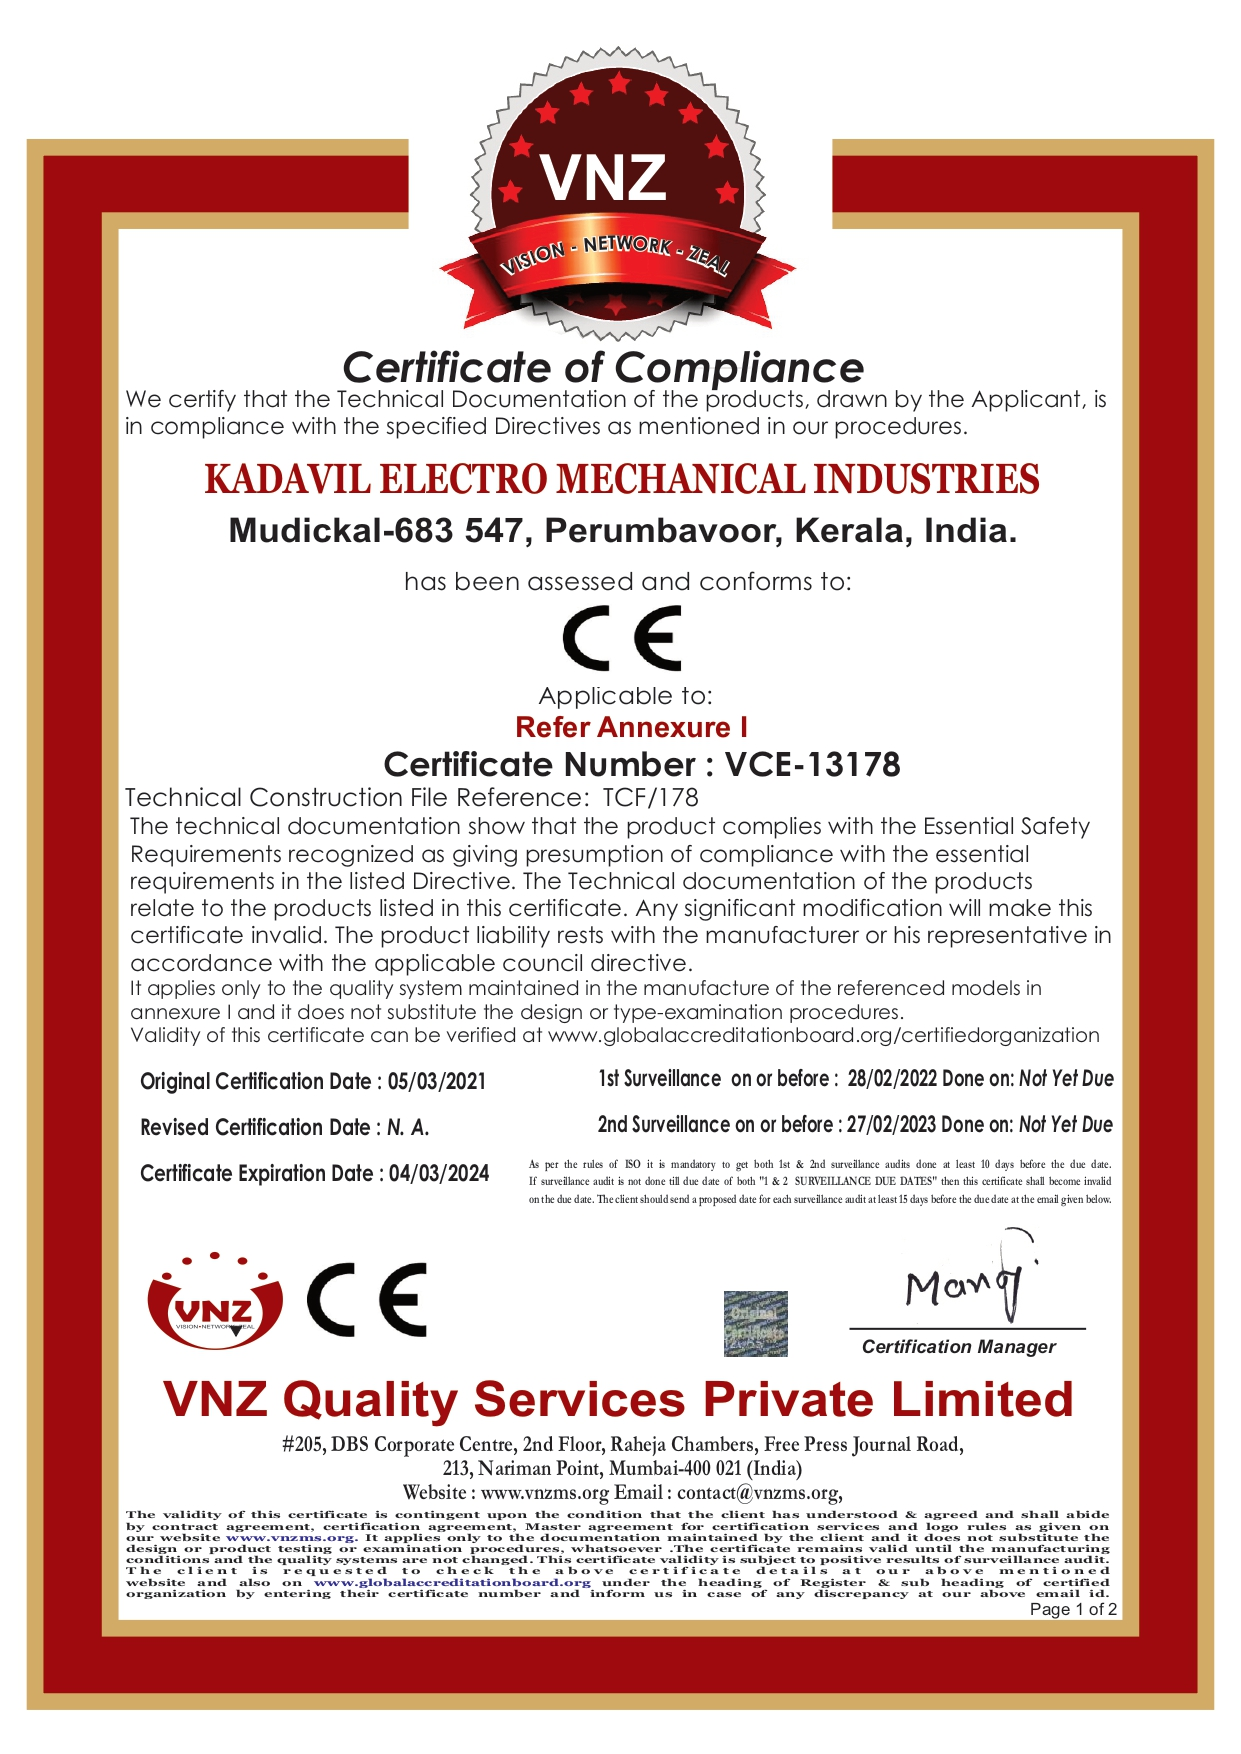 VNZ
VISION - NETWORK - ZEAL
Certificate of Compliance
We certify that the Technical Documentation of the products, drawn by the Applicant, is
in compliance with the specified Directives as mentioned in our procedures.
KADAVIL ELECTRO MECHANICAL INDUSTRIES
Mudickal-683 547, Perumbavoor, Kerala, India.
has been assessed and conforms to:
CE
Applicable to:
Refer Annexure I
Certificate Number : VCE-13178
Technical Construction File Reference: TCF/178
The technical documentation show that the product complies with the Essential Safety
Requirements recognized as giving presumption of compliance with the essential
requirements in the listed Directive. The Technical documentation of the products
relate to the products listed in this certificate. Any significant modification will make this
certificate invalid. The product liability rests with the manufacturer or his representative in
accordance with the applicable council directive.
It applies only to the quality system maintained in the manufacture of the referenced models in
annexure I and it does not substitute the design or type-examination procedures.
Validity of this certificate can be verified at www.globalaccreditationboard.org/certifiedorganization
Original Certification Date : 05/03/2021
1st Surveillance on or before : 28/02/2022 Done on: Not Yet Due
Revised Certification Date : N. A.
2nd Surveillance on or before : 27/02/2023 Done on: Not Yet Due
Certificate Expiration Date : 04/03/2024
As per the rules of ISO it is mandatory to get both 1st & 2nd surveillance audits done at least 10 days before the due date.
If surveillance audit is not done till due date of both "1 & 2 SURVEILLANCE DUE DATES" then this certificate shall become invalid
on the due date. The client should send a proposed date for each surveillance audit at least 15 days before the due date at the email given below.
VNZ
VISION•NETWORK•ZEAL
CE
Original
Certificate
Certification Manager
VNZ Quality Services Private Limited
#205, DBS Corporate Centre, 2nd Floor, Raheja Chambers, Free Press Journal Road,
213, Nariman Point, Mumbai-400 021 (India)
Website : www.vnzms.org Email : contact@vnzms.org,
The validity of this certificate is contingent upon the condition that the client has understood & agreed and shall abide
by contract agreement, certification agreement, Master agreement for certification services and logo rules as given on
our website www.vnzms.org. It applies only to the documentation maintained by the client and it does not substitute the
design or product testing or examination procedures, whatsoever .The certificate remains valid until the manufacturing
conditions and the quality systems are not changed. This certificate validity is subject to positive results of surveillance audit.
The client is requested to check the above certificate details at our above mentioned
website and also on www.globalaccreditationboard.org under the heading of Register & sub heading of certified
organization by entering their certificate number and inform us in case of any discrepancy at our above email id.
Page 1 of 2